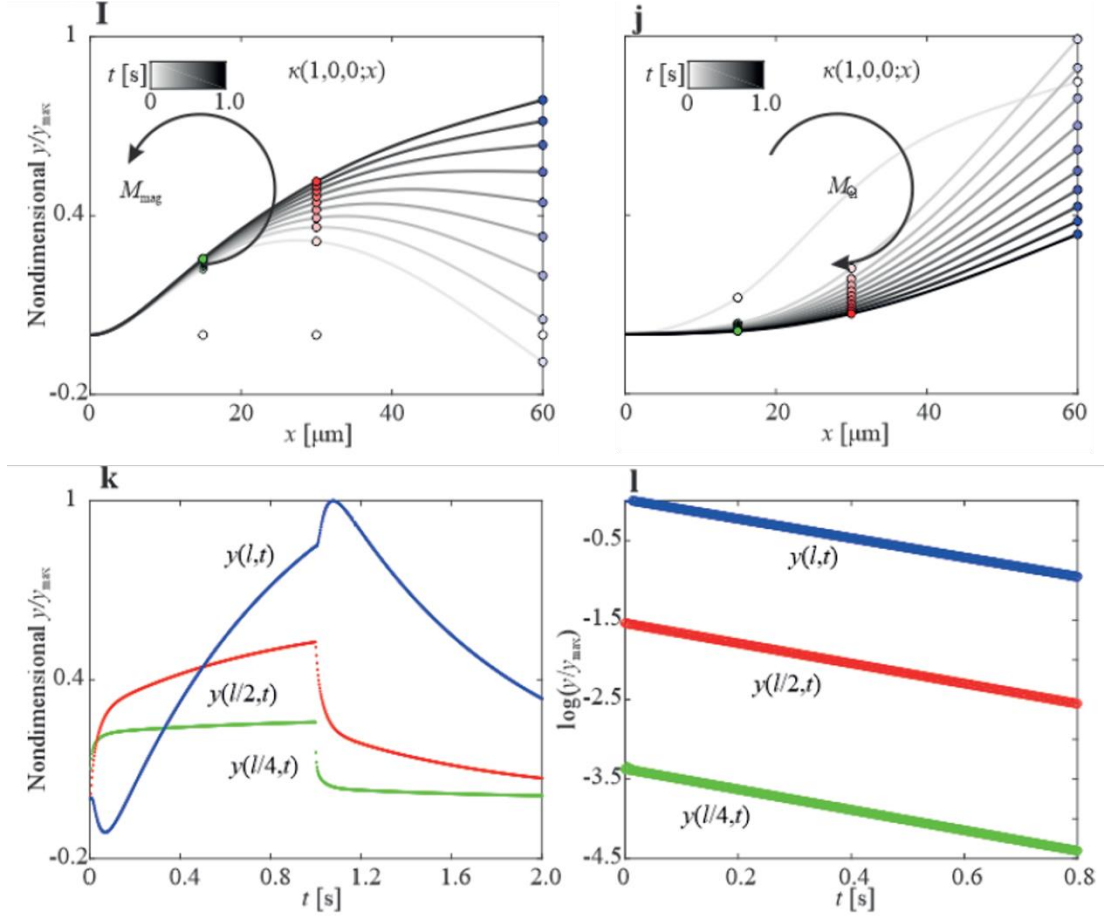 I
1
t [s]
0 1.0
κ(1,0,0;x)
Nondimensional y/y_max
M_mag
0.4
-0.2
0 20 40 60
x [μm]
j
t [s]
0 1.0
κ(1,0,0;x)
0 20 40 60
x [μm]
k
1
Nondimensional y/y_max
y(l,t)
0.4
y(l/2,t)
y(l/4,t)
-0.2
0 0.4 0.8 1.2 1.6 2.0
t [s]
l
log(y/y_max)
-0.5
y(l,t)
-1.5
y(l/2,t)
-2.5
-3.5
y(l/4,t)
-4.5
0 0.2 0.4 0.6 0.8
t [s]